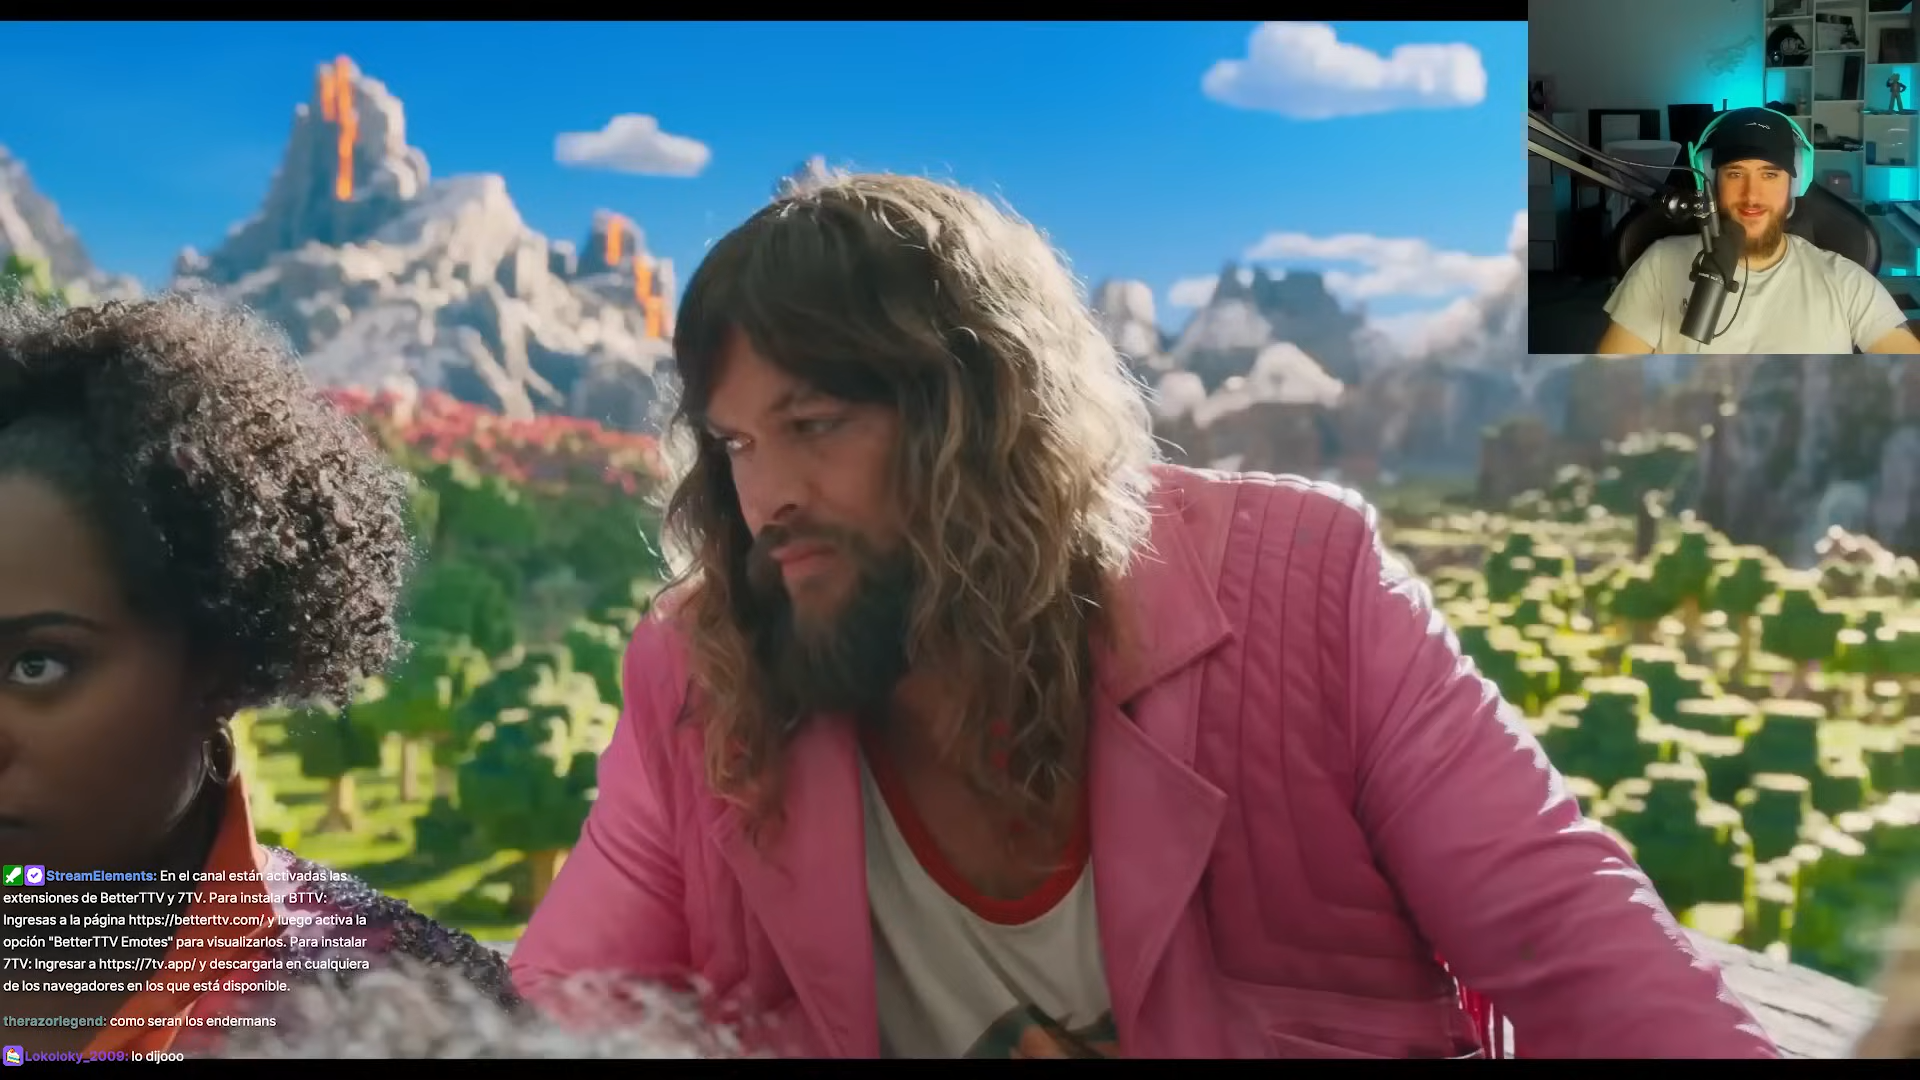 StreamElements: En el canal están activadas las
extensiones de BetterTTV y 7TV. Para instalar BTTV:
Ingresas a la página https://betterttv.com/ y luego activa la
opción "BetterTTV Emotes" para visualizarlos. Para instalar
7TV: Ingresar a https://7tv.app/ y descargarla en cualquiera
de los navegadores en los que está disponible.
therazorlegend: como seran los endermans
Lokoloky_2009: lo dijooo